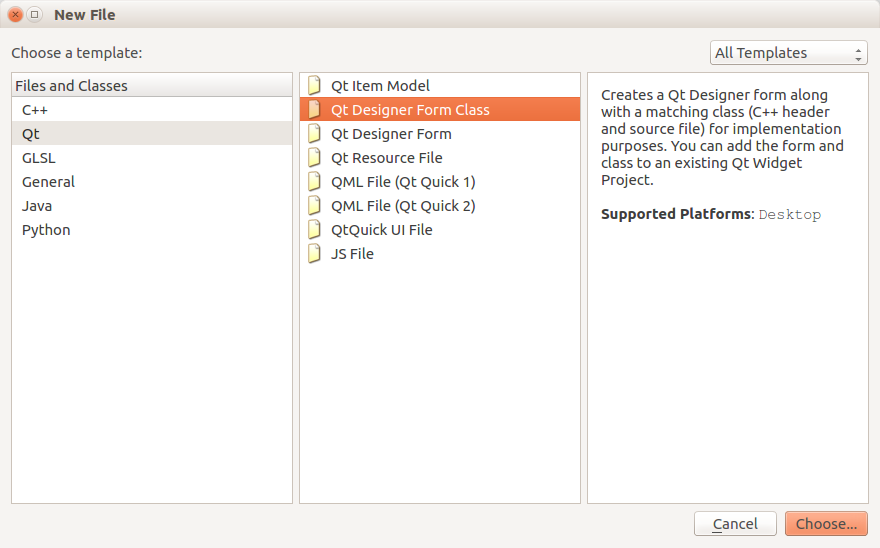 New File
Choose a template:
All Templates
Files and Classes
C++
Qt
GLSL
General
Java
Python
Qt Item Model
Qt Designer Form Class
Qt Designer Form
Qt Resource File
QML File (Qt Quick 1)
QML File (Qt Quick 2)
QtQuick UI File
JS File
Creates a Qt Designer form along
with a matching class (C++ header
and source file) for implementation
purposes. You can add the form and
class to an existing Qt Widget
Project.
Supported Platforms: Desktop
Cancel
Choose...